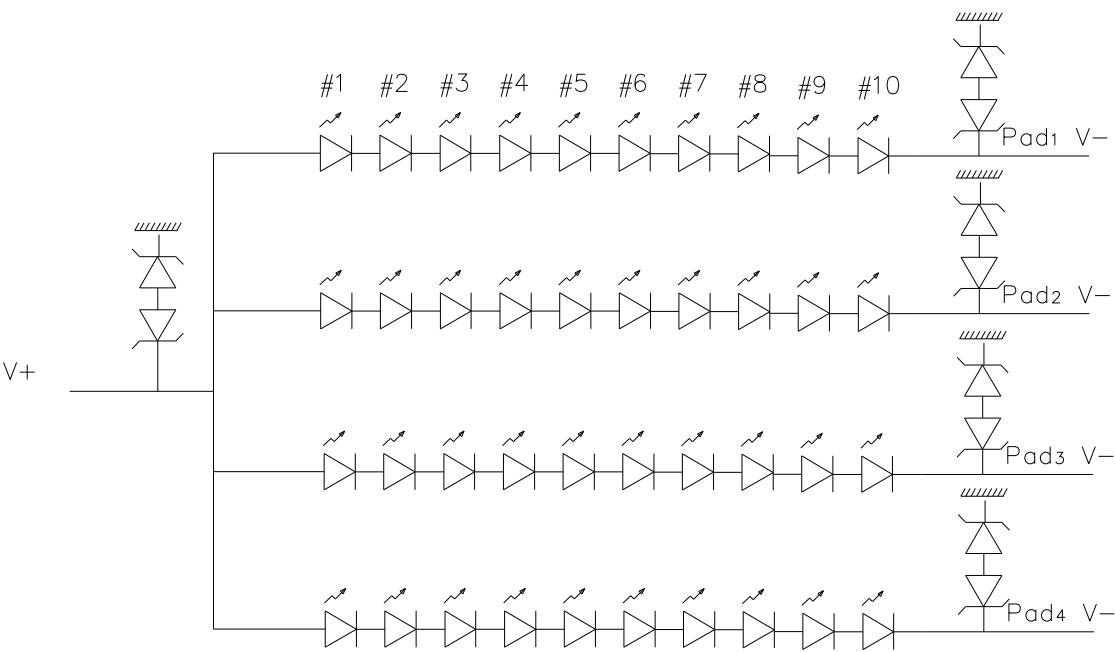 #1 #2 #3 #4 #5 #6 #7 #8 #9 #10
Pad1 V-
Pad2 V-
V+
Pad3 V-
Pad4 V-